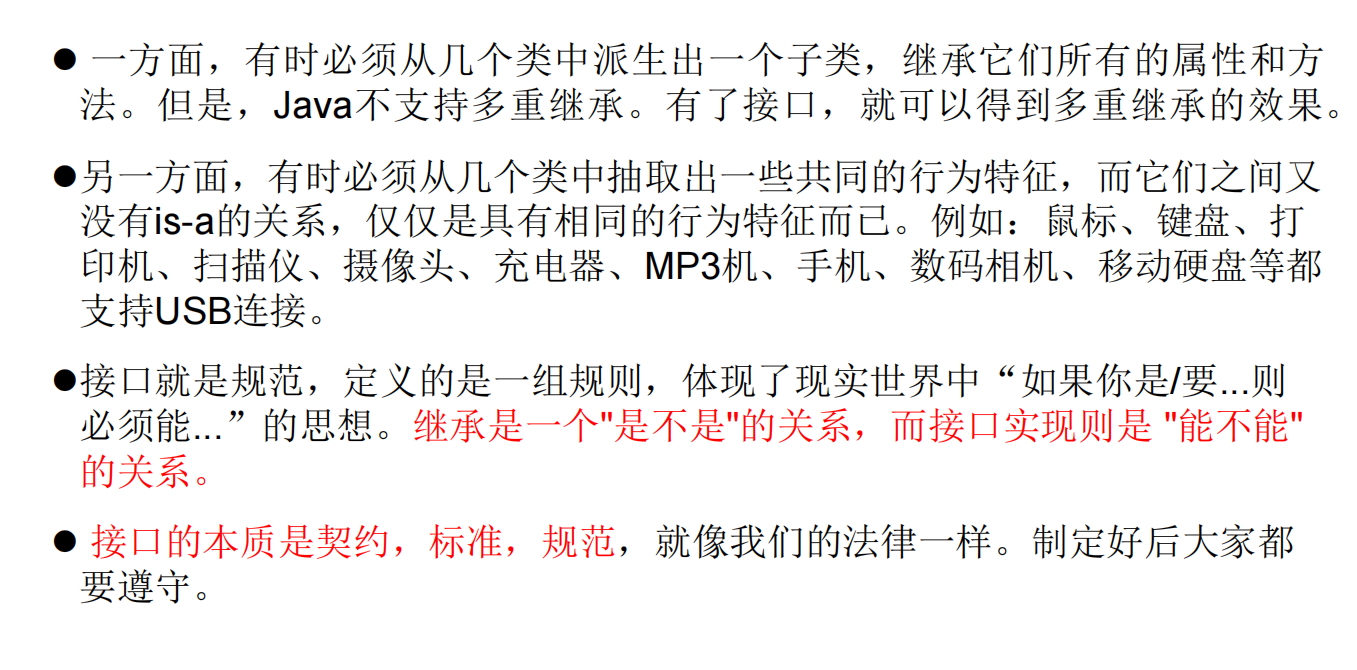 ● 一方面，有时必须从几个类中派生出一个子类，继承它们所有的属性和方
法。但是，Java不支持多重继承。有了接口，就可以得到多重继承的效果。
●另一方面，有时必须从几个类中抽取出一些共同的行为特征，而它们之间又
没有is-a的关系，仅仅是具有相同的行为特征而已。例如：鼠标、键盘、打
印机、扫描仪、摄像头、充电器、MP3机、手机、数码相机、移动硬盘等都
支持USB连接。
●接口就是规范，定义的是一组规则，体现了现实世界中“如果你是/要...则
必须能...”的思想。继承是一个"是不是"的关系，而接口实现则是 "能不能"
的关系。
● 接口的本质是契约，标准，规范，就像我们的法律一样。制定好后大家都
要遵守。